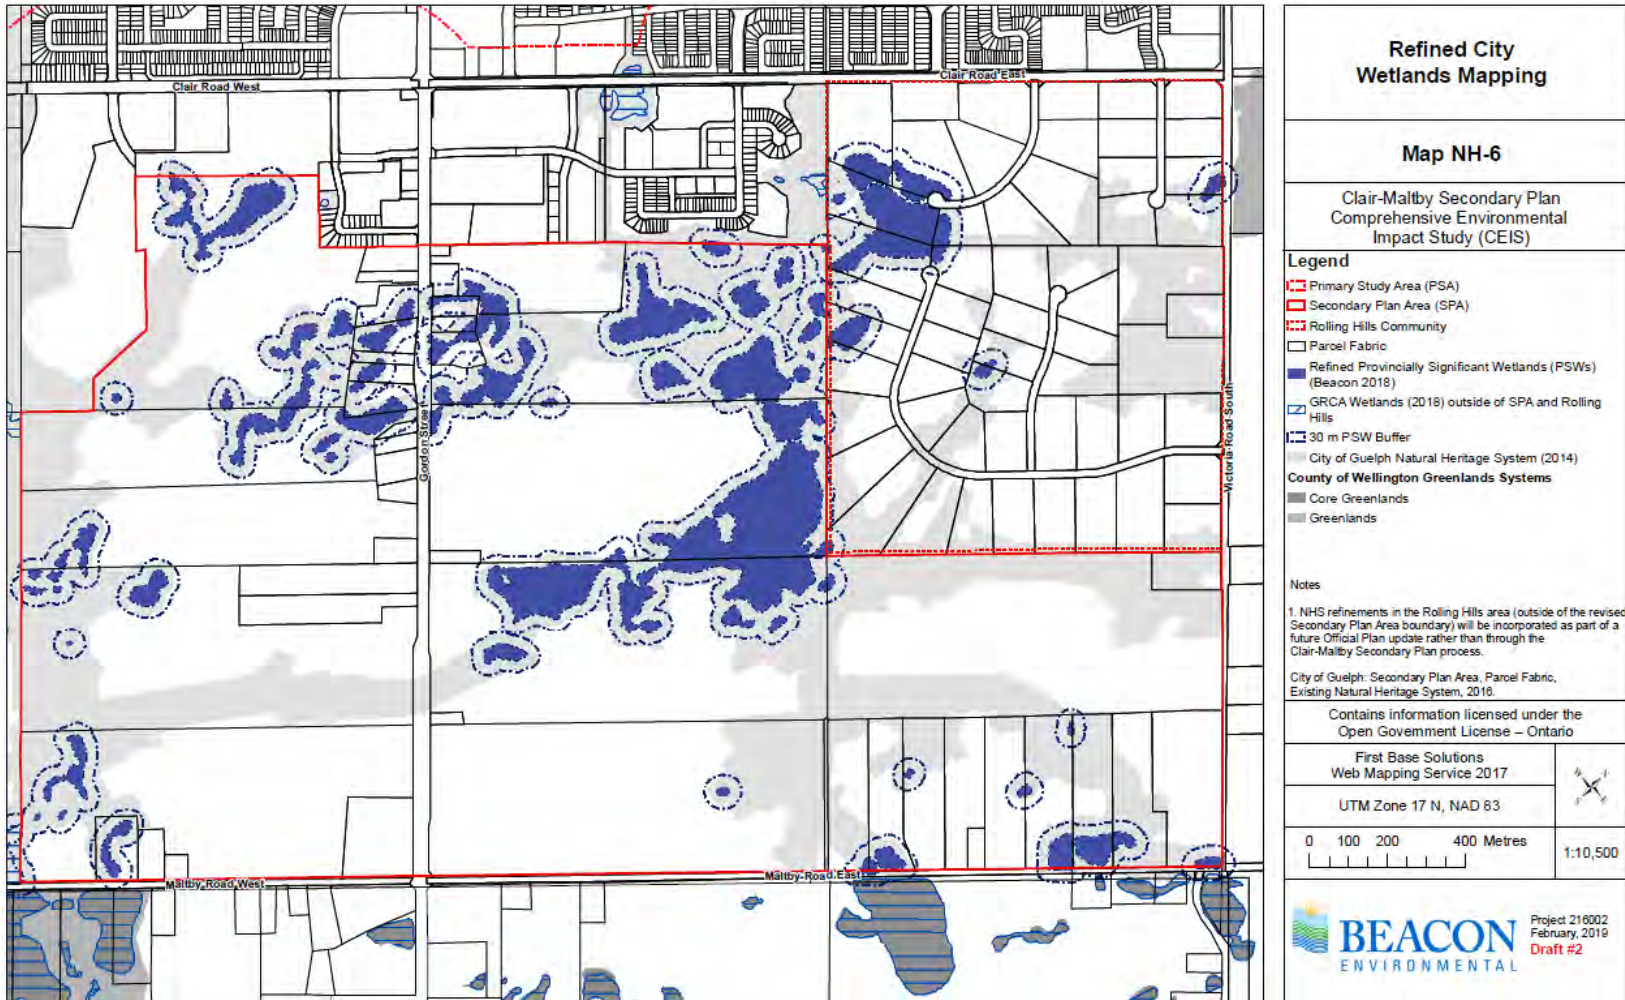 Clair Road West
Clair Road East
Gordon Street
Victoria Road South
Maltby Road West
Maltby Road East
Refined City
Wetlands Mapping
Map NH-6
Clair-Maltby Secondary Plan
Comprehensive Environmental
Impact Study (CEIS)
Legend
Primary Study Area (PSA)
Secondary Plan Area (SPA)
Rolling Hills Community
Parcel Fabric
Refined Provincially Significant Wetlands (PSWs)
(Beacon 2018)
GRCA Wetlands (2018) outside of SPA and Rolling
Hills
30 m PSW Buffer
City of Guelph Natural Heritage System (2014)
County of Wellington Greenlands Systems
Core Greenlands
Greenlands
Notes
1. NHS refinements in the Rolling Hills area (outside of the revised
Secondary Plan Area boundary) will be incorporated as part of a
future Official Plan update rather than through the
Clair-Maltby Secondary Plan process.
City of Guelph: Secondary Plan Area, Parcel Fabric,
Existing Natural Heritage System, 2016.
Contains information licensed under the
Open Government License – Ontario
First Base Solutions
Web Mapping Service 2017
UTM Zone 17 N, NAD 83
0 100 200 400 Metres
1:10,500
BEACON
ENVIRONMENTAL
Project 216002
February, 2019
Draft #2